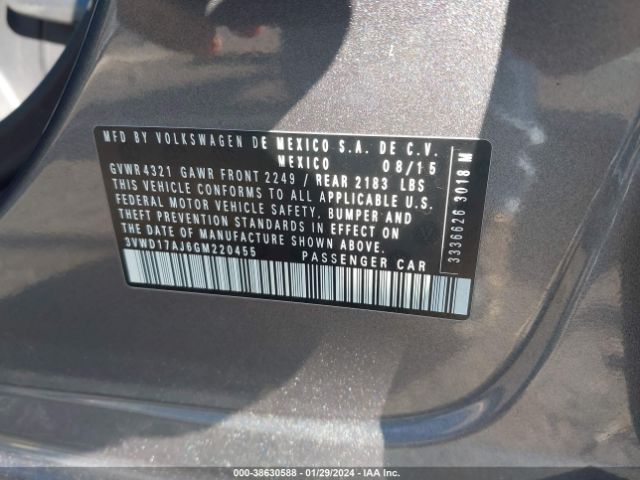 MFD BY VOLKSWAGEN DE MEXICO S.A. DE C.V.
MEXICO 08/15
GVWR 4321 GAWR FRONT 2249 / REAR 2183 LBS
THIS VEHICLE CONFORMS TO ALL APPLICABLE U.S.
FEDERAL MOTOR VEHICLE SAFETY, BUMPER AND
THEFT PREVENTION STANDARDS IN EFFECT ON
THE DATE OF MANUFACTURE SHOWN ABOVE.
3VWD17AJ6GM220455 PASSENGER CAR
3336626 3018 M
000-38630588 - 01/29/2024 - IAA Inc.